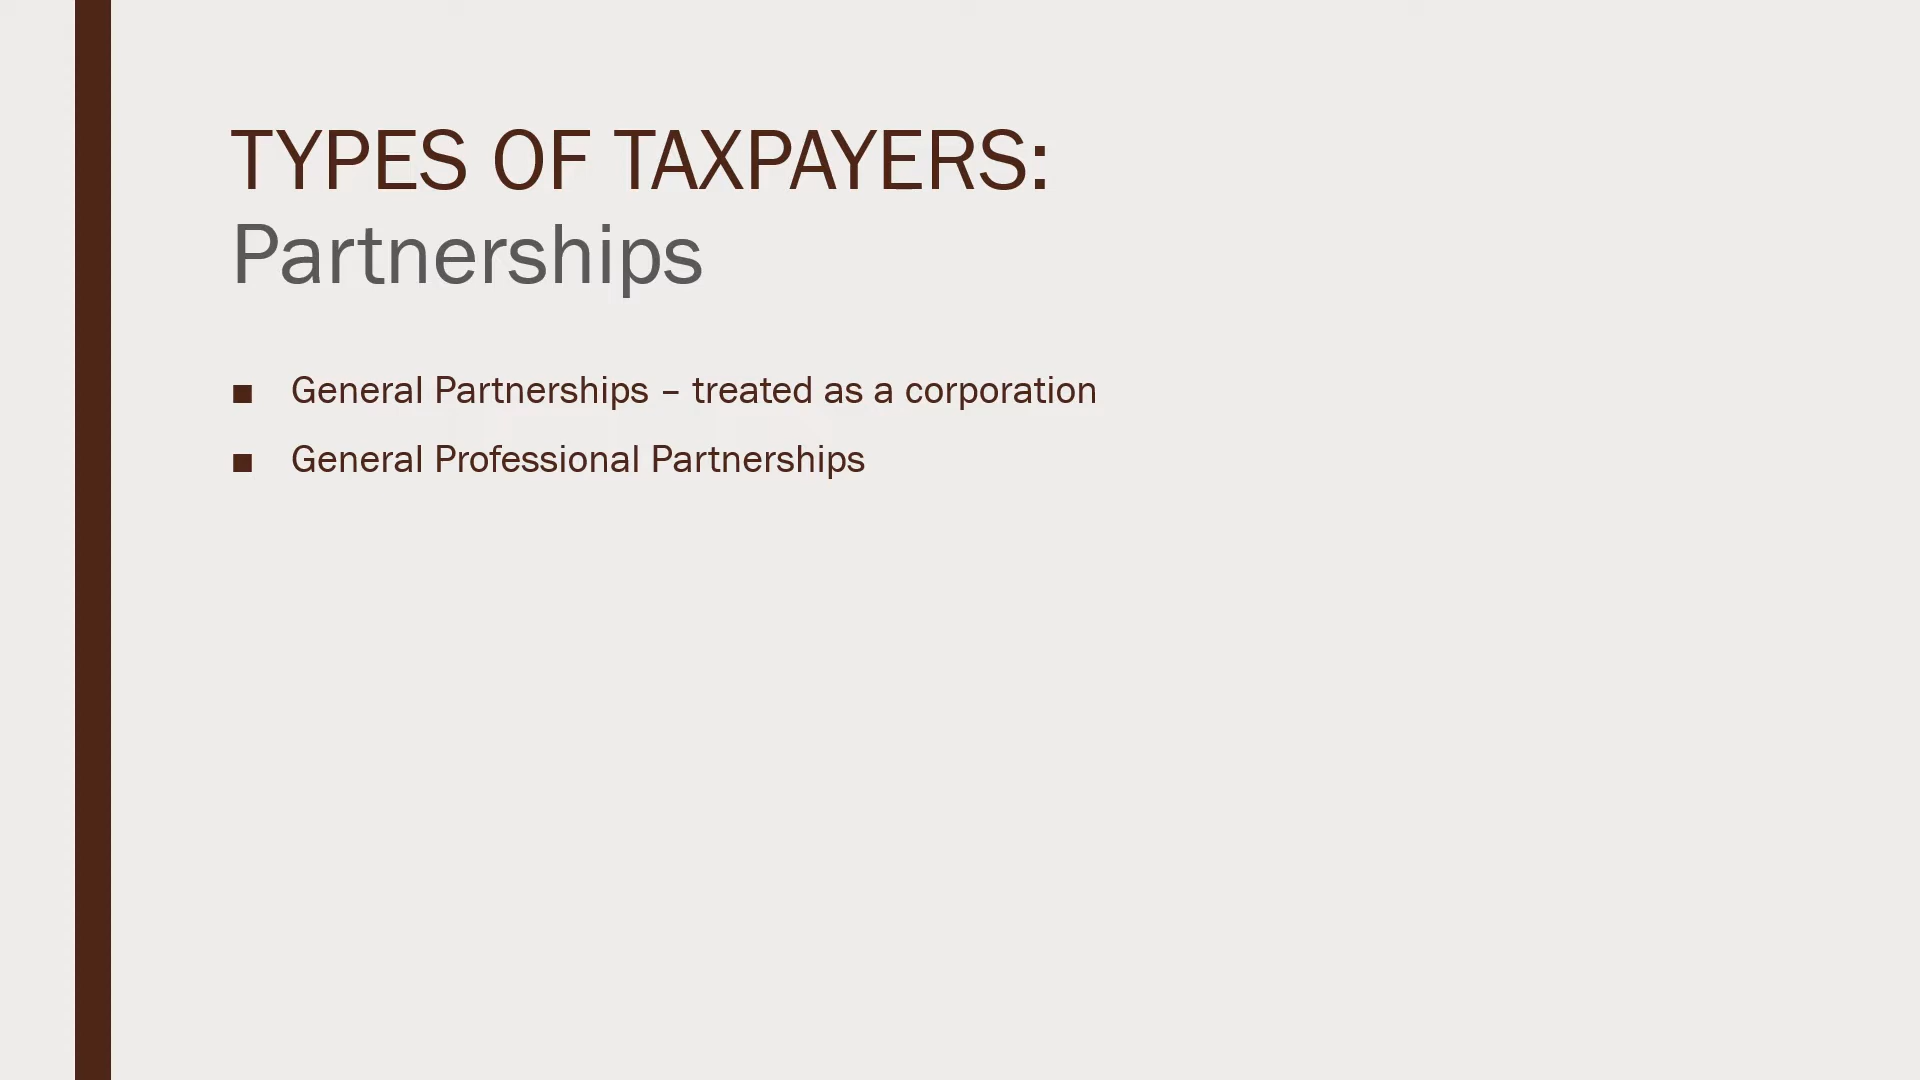 TYPES OF TAXPAYERS:
Partnerships
■ General Partnerships – treated as a corporation
■ General Professional Partnerships